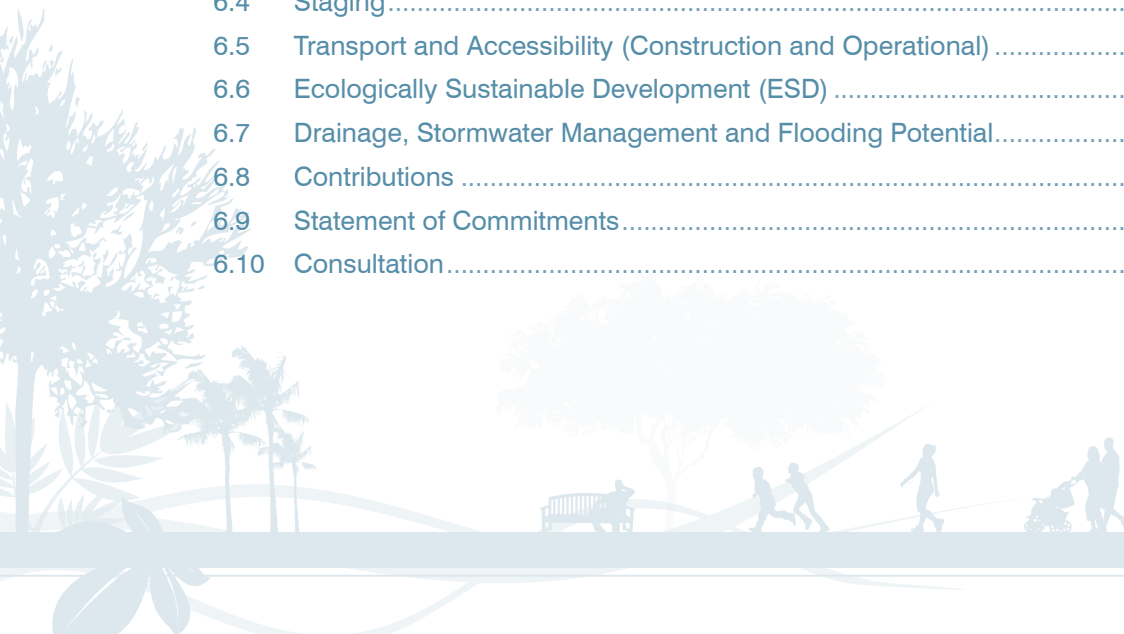 6.4 Staging................................................................................................
6.5 Transport and Accessibility (Construction and Operational) ..................
6.6 Ecologically Sustainable Development (ESD) ........................................
6.7 Drainage, Stormwater Management and Flooding Potential..................
6.8 Contributions ...........................................................................................
6.9 Statement of Commitments.....................................................................
6.10 Consultation.............................................................................................